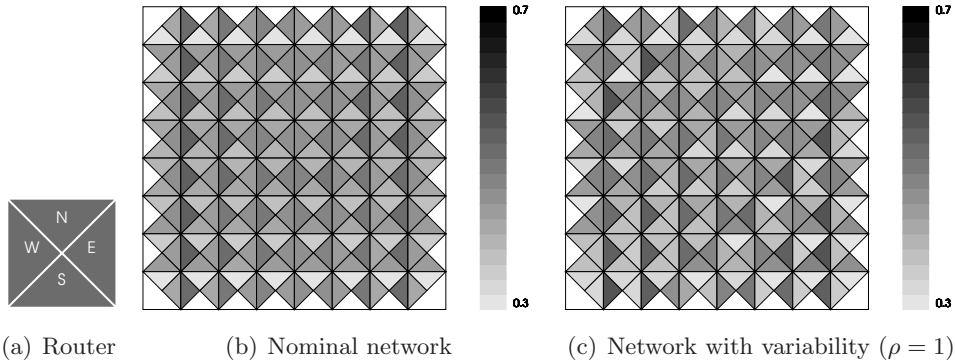 0.7
0.3
0.7
0.3
N
W E
S
(a) Router
(b) Nominal network
(c) Network with variability (ρ = 1)